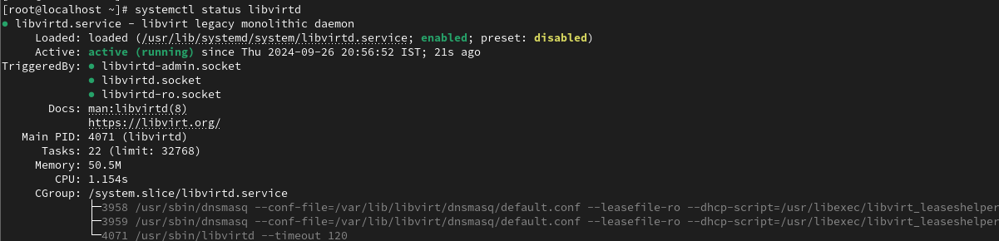 [root@localhost ~]# systemctl status libvirtd
● libvirtd.service - libvirt legacy monolithic daemon
     Loaded: loaded (/usr/lib/systemd/system/libvirtd.service; enabled; preset: disabled)
     Active: active (running) since Thu 2024-09-26 20:56:52 IST; 21s ago
TriggeredBy: ● libvirtd-admin.socket
             ● libvirtd.socket
             ● libvirtd-ro.socket
       Docs: man:libvirtd(8)
             https://libvirt.org/
   Main PID: 4071 (libvirtd)
      Tasks: 22 (limit: 32768)
     Memory: 50.5M
        CPU: 1.154s
     CGroup: /system.slice/libvirtd.service
             ├─3958 /usr/sbin/dnsmasq --conf-file=/var/lib/libvirt/dnsmasq/default.conf --leasefile-ro --dhcp-script=/usr/libexec/libvirt_leaseshelper
             ├─3959 /usr/sbin/dnsmasq --conf-file=/var/lib/libvirt/dnsmasq/default.conf --leasefile-ro --dhcp-script=/usr/libexec/libvirt_leaseshelper
             └─4071 /usr/sbin/libvirtd --timeout 120